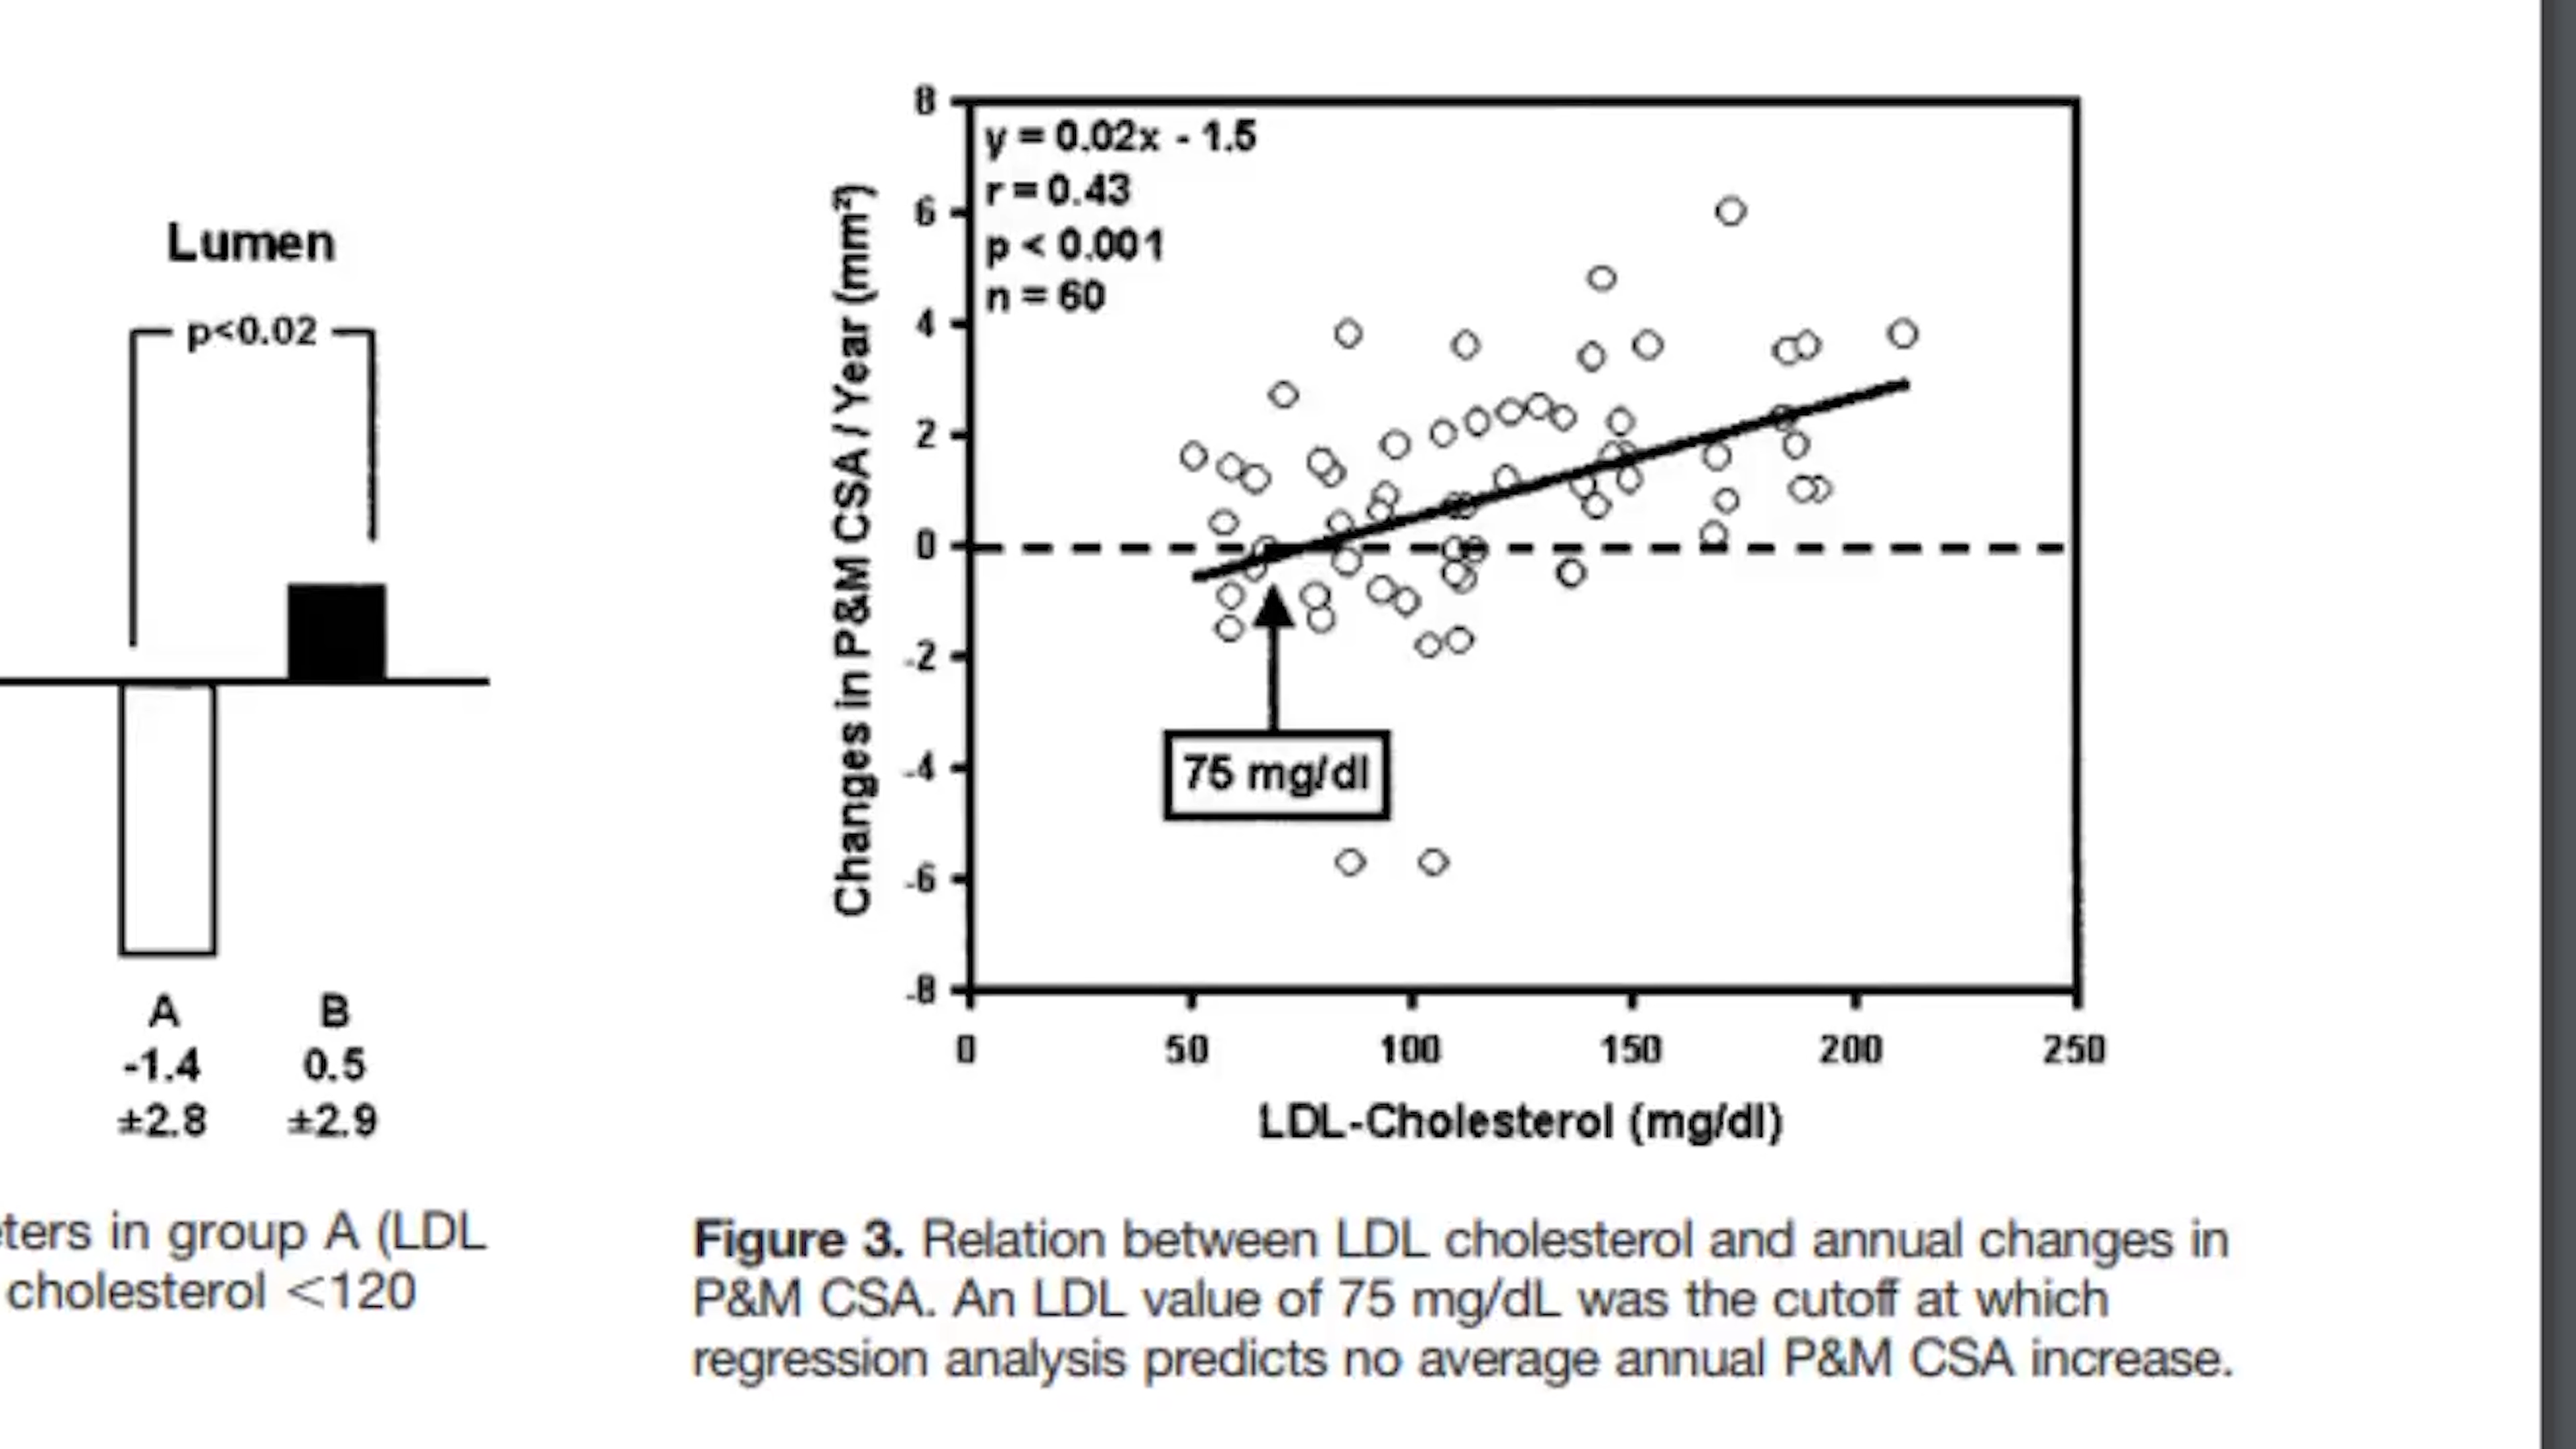 Lumen
p<0.02
A
B
-1.4
0.5
±2.8
±2.9
eters in group A (LDL
cholesterol <120
8
6
4
2
0
-2
-4
-6
-8
Changes in P&M CSA / Year (mm²)
y = 0.02x - 1.5
r = 0.43
p < 0.001
n = 60
75 mg/dl
0
50
100
150
200
250
LDL-Cholesterol (mg/dl)
Figure 3. Relation between LDL cholesterol and annual changes in
P&M CSA. An LDL value of 75 mg/dL was the cutoff at which
regression analysis predicts no average annual P&M CSA increase.